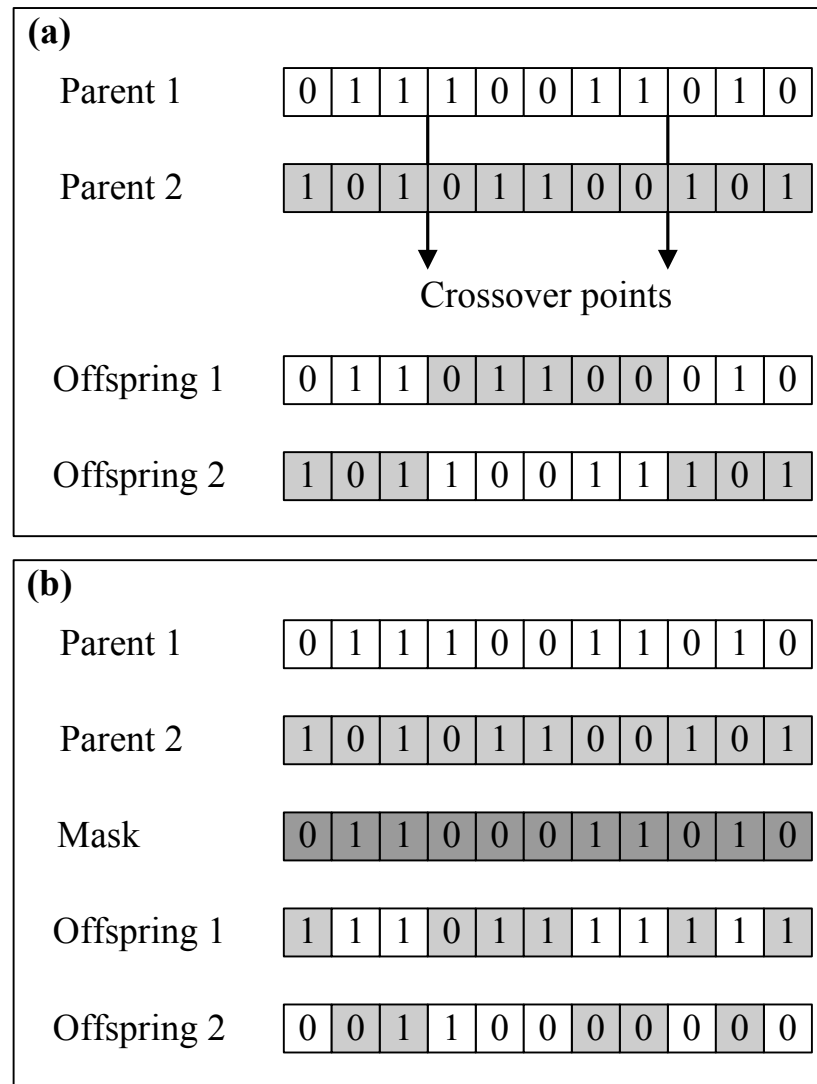 (a)
Parent 1 0 1 1 1 0 0 1 1 0 1 0
Parent 2 1 0 1 0 1 1 0 0 1 0 1
Crossover points
Offspring 1 0 1 1 0 1 1 0 0 0 1 0
Offspring 2 1 0 1 1 0 0 1 1 1 0 1
(b)
Parent 1 0 1 1 1 0 0 1 1 0 1 0
Parent 2 1 0 1 0 1 1 0 0 1 0 1
Mask 0 1 1 0 0 0 1 1 0 1 0
Offspring 1 1 1 1 0 1 1 1 1 1 1 1
Offspring 2 0 0 1 1 0 0 0 0 0 0 0